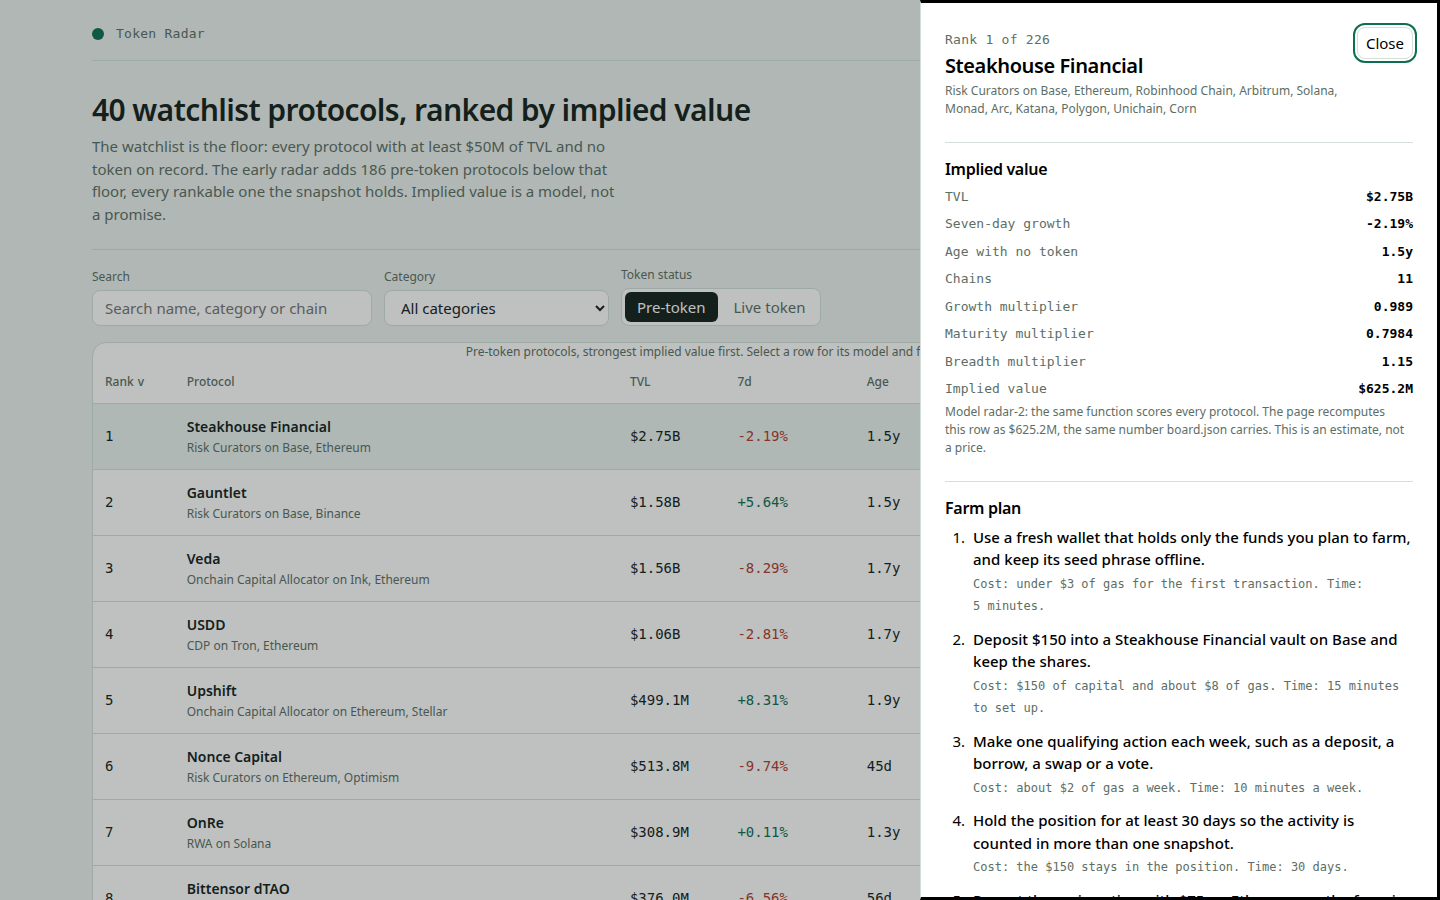 Token Radar
40 watchlist protocols, ranked by implied value
The watchlist is the floor: every protocol with at least $50M of TVL and no
token on record. The early radar adds 186 pre-token protocols below that
floor, every rankable one the snapshot holds. Implied value is a model, not
a promise.
Search
Category
Token status
Search name, category or chain
All categories
Pre-token
Live token
Pre-token protocols, strongest implied value first. Select a row for its model and f
Rank v
Protocol
TVL
7d
Age
1
Steakhouse Financial
Risk Curators on Base, Ethereum
$2.75B
-2.19%
1.5y
2
Gauntlet
Risk Curators on Base, Binance
$1.58B
+5.64%
1.5y
3
Veda
Onchain Capital Allocator on Ink, Ethereum
$1.56B
-8.29%
1.7y
4
USDD
CDP on Tron, Ethereum
$1.06B
-2.81%
1.7y
5
Upshift
Onchain Capital Allocator on Ethereum, Stellar
$499.1M
+8.31%
1.9y
6
Nonce Capital
Risk Curators on Ethereum, Optimism
$513.8M
-9.74%
45d
7
OnRe
RWA on Solana
$308.9M
+0.11%
1.3y
8
Bittensor dTAO
$376.0M
-6.56%
56d
Rank 1 of 226
Close
Steakhouse Financial
Risk Curators on Base, Ethereum, Robinhood Chain, Arbitrum, Solana,
Monad, Arc, Katana, Polygon, Unichain, Corn
Implied value
TVL $2.75B
Seven-day growth -2.19%
Age with no token 1.5y
Chains 11
Growth multiplier 0.989
Maturity multiplier 0.7984
Breadth multiplier 1.15
Implied value $625.2M
Model radar-2: the same function scores every protocol. The page recomputes
this row as $625.2M, the same number board.json carries. This is an estimate, not
a price.
Farm plan
1. Use a fresh wallet that holds only the funds you plan to farm,
and keep its seed phrase offline.
Cost: under $3 of gas for the first transaction. Time:
5 minutes.
2. Deposit $150 into a Steakhouse Financial vault on Base and
keep the shares.
Cost: $150 of capital and about $8 of gas. Time: 15 minutes
to set up.
3. Make one qualifying action each week, such as a deposit, a
borrow, a swap or a vote.
Cost: about $2 of gas a week. Time: 10 minutes a week.
4. Hold the position for at least 30 days so the activity is
counted in more than one snapshot.
Cost: the $150 stays in the position. Time: 30 days.